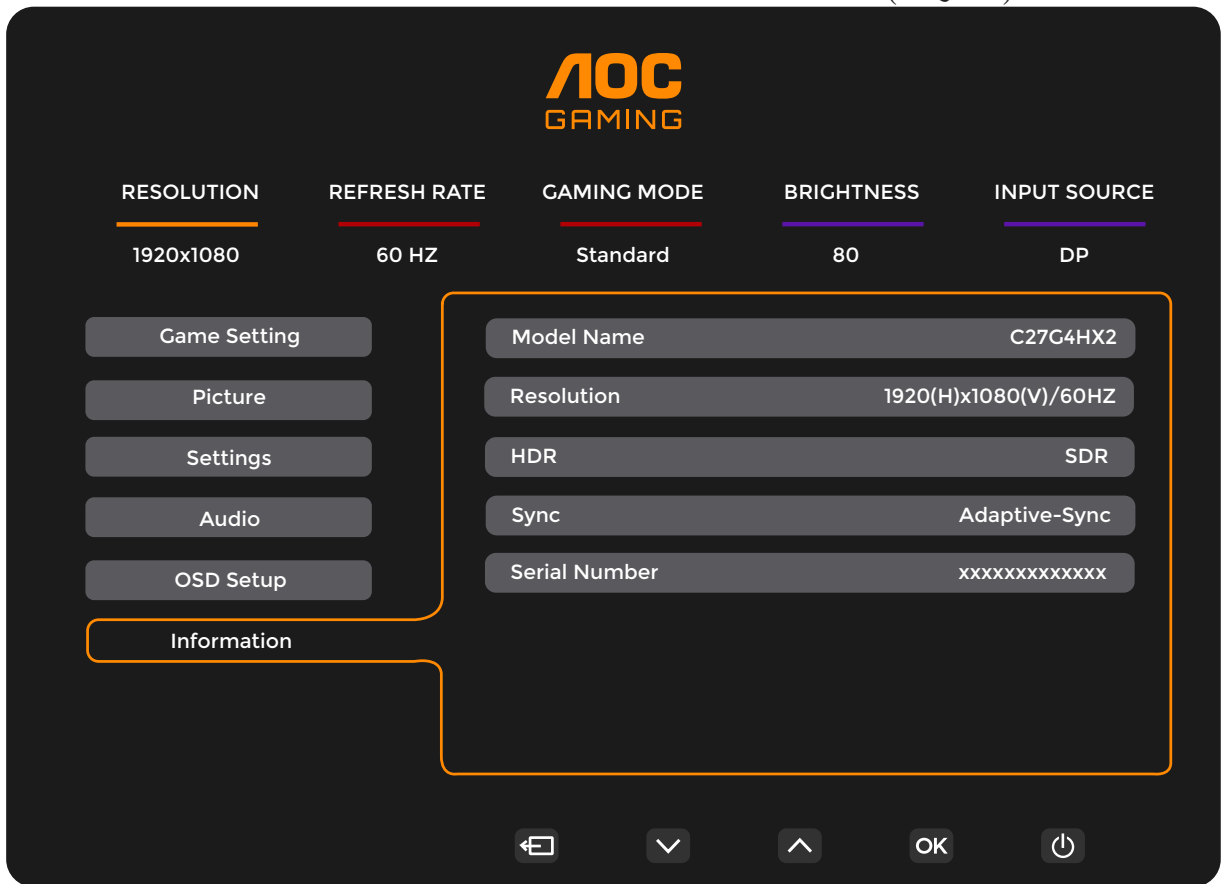 AOC
GAMING
RESOLUTION REFRESH RATE GAMING MODE BRIGHTNESS INPUT SOURCE
1920x1080 60 HZ Standard 80 DP
Game Setting
Picture
Settings
Audio
OSD Setup
Information
Model Name C27G4HX2
Resolution 1920(H)x1080(V)/60HZ
HDR SDR
Sync Adaptive-Sync
Serial Number xxxxxxxxxxxxx
OK